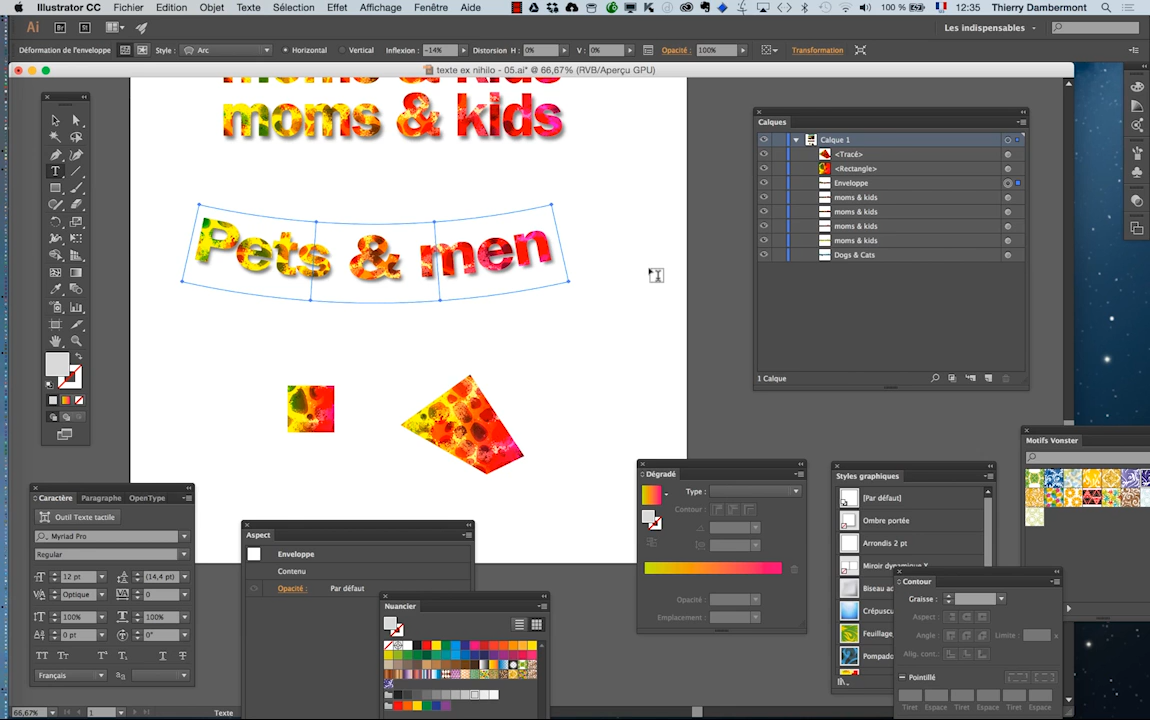 Illustrator CC Fichier Edition Objet Texte Sélection Effet Affichage Fenêtre Aide 100 % 12:35 Thierry Dambermont
Ai Br St Les indispensables
Déformation de l'enveloppe Style : Arc Horizontal Vertical Inflexion : -14% Distorsion H : 0% V : 0% Opacité : 100% Transformation
texte ex nihilo - 05.ai* @ 66,67% (RVB/Aperçu GPU)
moms & kids
moms & kids
Pets & men
Calques
Calque 1
<Tracé>
<Rectangle>
Enveloppe
moms & kids
moms & kids
moms & kids
moms & kids
Dogs & Cats
1 Calque
Motifs Vonster
Caractère Paragraphe OpenType
Outil Texte tactile
Myriad Pro
Regular
12 pt (14,4 pt)
Optique 0
100% 100%
0 pt 0°
Français
Aspect
Enveloppe
Contenu
Opacité : Par défaut
Nuancier
Dégradé
Type :
Contour :
Opacité :
Emplacement :
Styles graphiques
[Par défaut]
Ombre portée
Arrondis 2 pt
Miroir dynamique X
Biseau ad
Crépuscu
Feuillag
Pompado
Contour
Graisse :
Aspect :
Angle : Limite : x
Alig. cont. :
Pointillé
Tiret Espace Tiret Espace Tiret Espace
66,67% 1 Texte